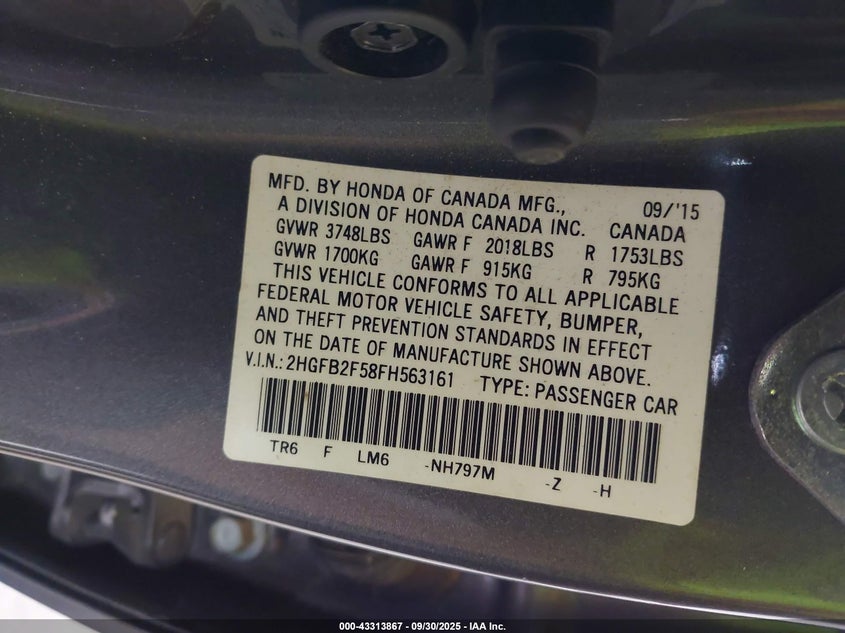 MFD. BY HONDA OF CANADA MFG., 09/'15
A DIVISION OF HONDA CANADA INC. CANADA
GVWR 3748LBS GAWR F 2018LBS R 1753LBS
GVWR 1700KG GAWR F 915KG R 795KG
THIS VEHICLE CONFORMS TO ALL APPLICABLE
FEDERAL MOTOR VEHICLE SAFETY, BUMPER,
AND THEFT PREVENTION STANDARDS IN EFFECT
ON THE DATE OF MANUFACTURE SHOWN ABOVE.
V.I.N.: 2HGFB2F58FH563161 TYPE: PASSENGER CAR
TR6 F LM6 -NH797M -Z -H
000-43313867 - 09/30/2025 - IAA Inc.